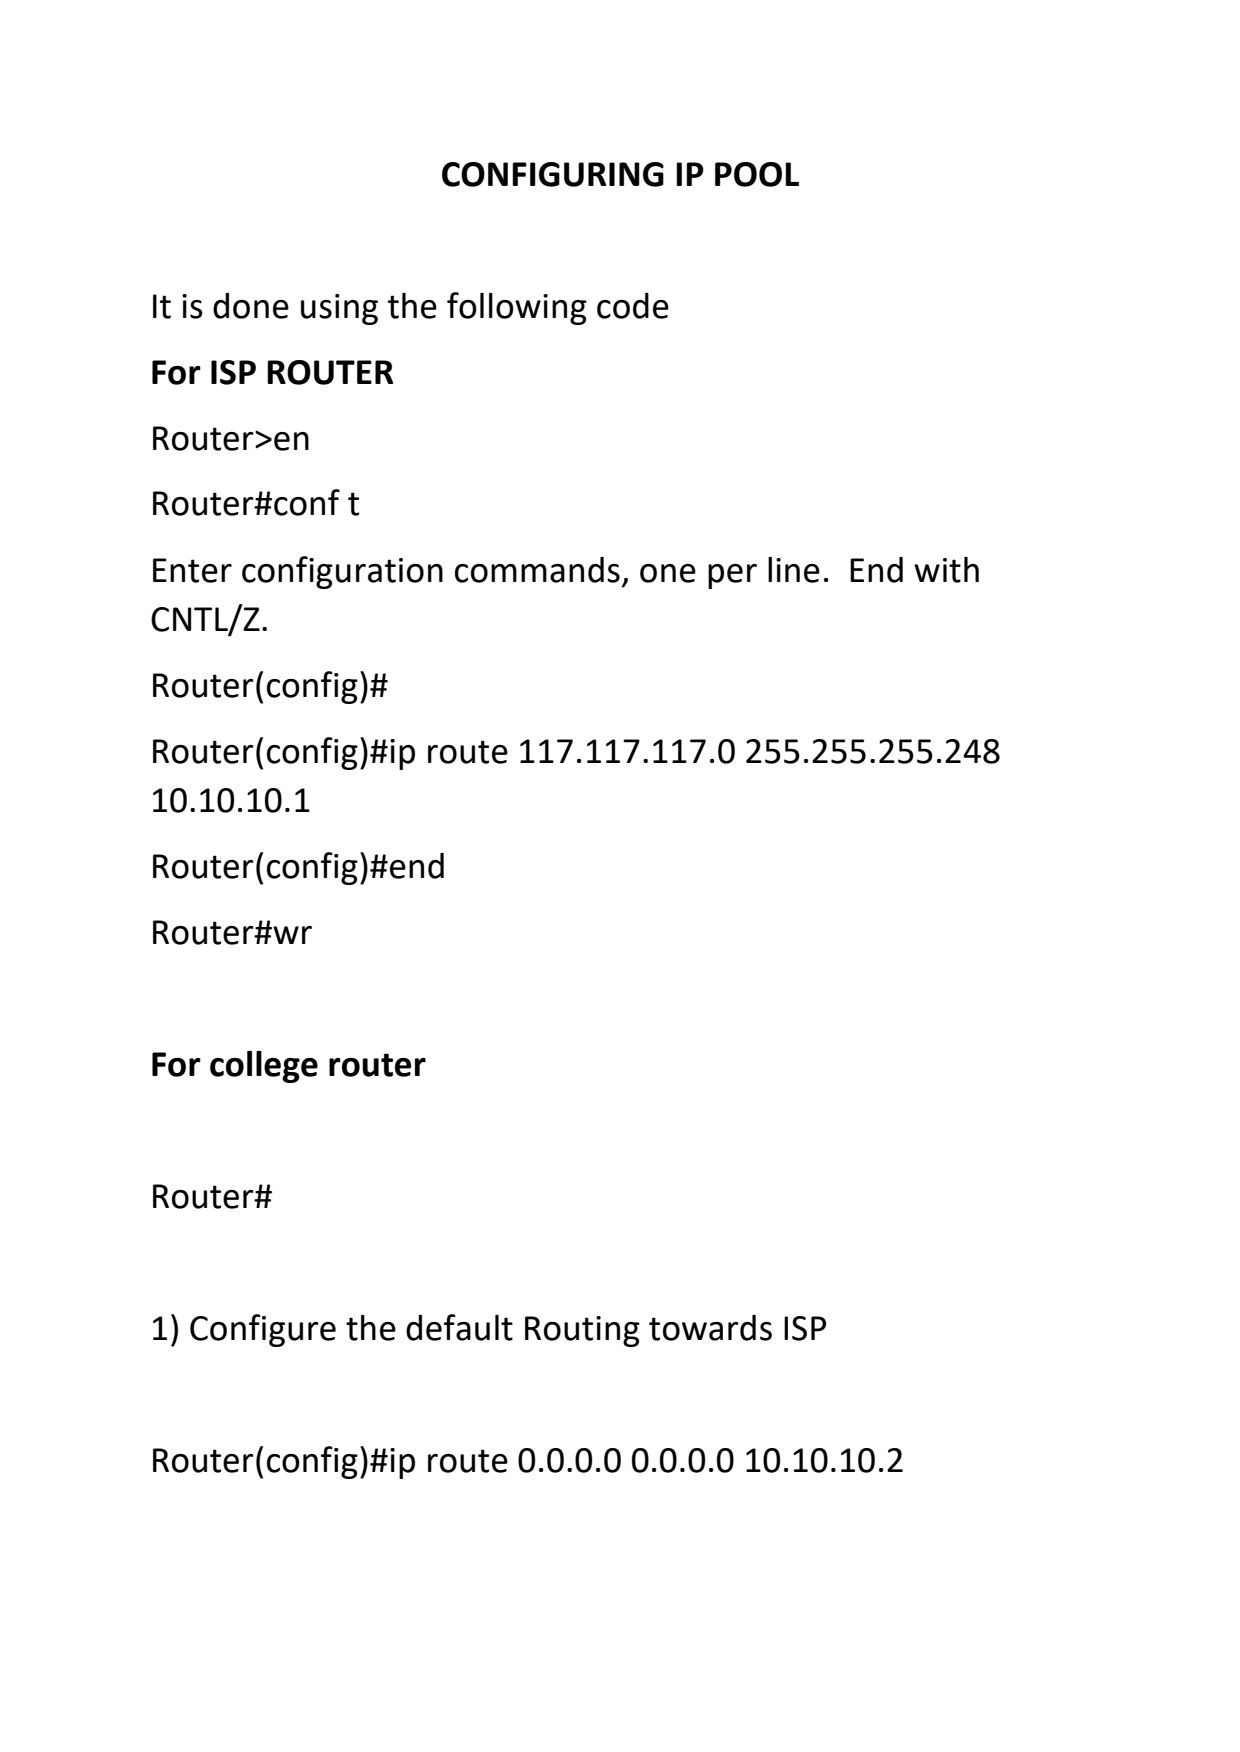 CONFIGURING IP POOL
It is done using the following code
For ISP ROUTER
Router>en
Router#conf t
Enter configuration commands, one per line.  End with
CNTL/Z.
Router(config)#
Router(config)#ip route 117.117.117.0 255.255.255.248
10.10.10.1
Router(config)#end
Router#wr
For college router
Router#
1) Configure the default Routing towards ISP
Router(config)#ip route 0.0.0.0 0.0.0.0 10.10.10.2